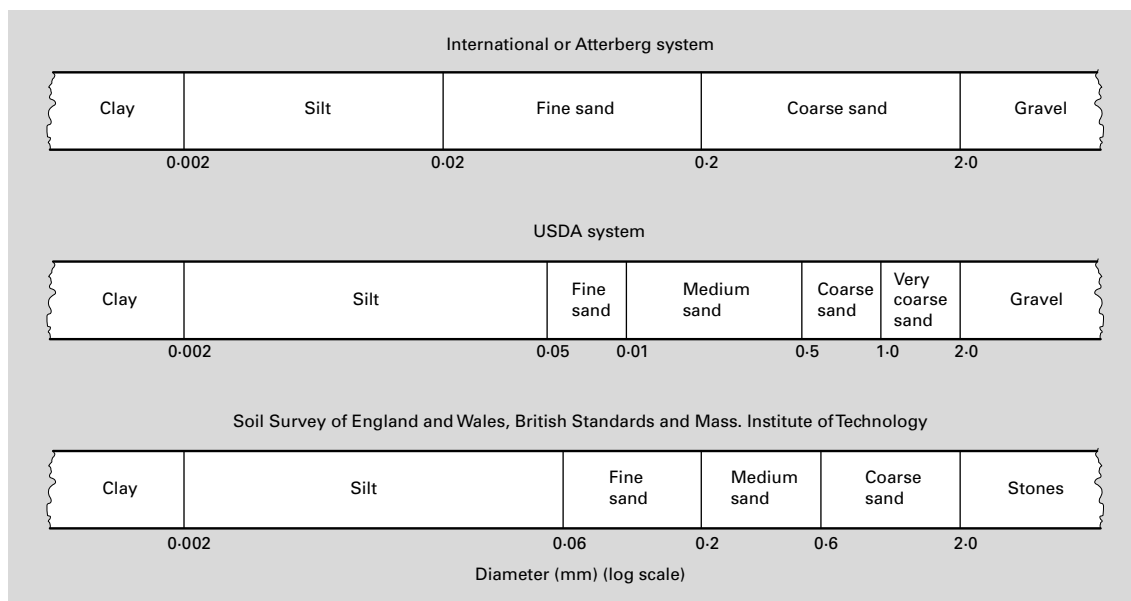 International or Atterberg system
Clay Silt Fine sand Coarse sand Gravel
0·002 0·02 0·2 2·0
USDA system
Clay Silt Fine sand Medium sand Coarse sand Very coarse sand Gravel
0·002 0·05 0·01 0·5 1·0 2·0
Soil Survey of England and Wales, British Standards and Mass. Institute of Technology
Clay Silt Fine sand Medium sand Coarse sand Stones
0·002 0·06 0·2 0·6 2·0
Diameter (mm) (log scale)